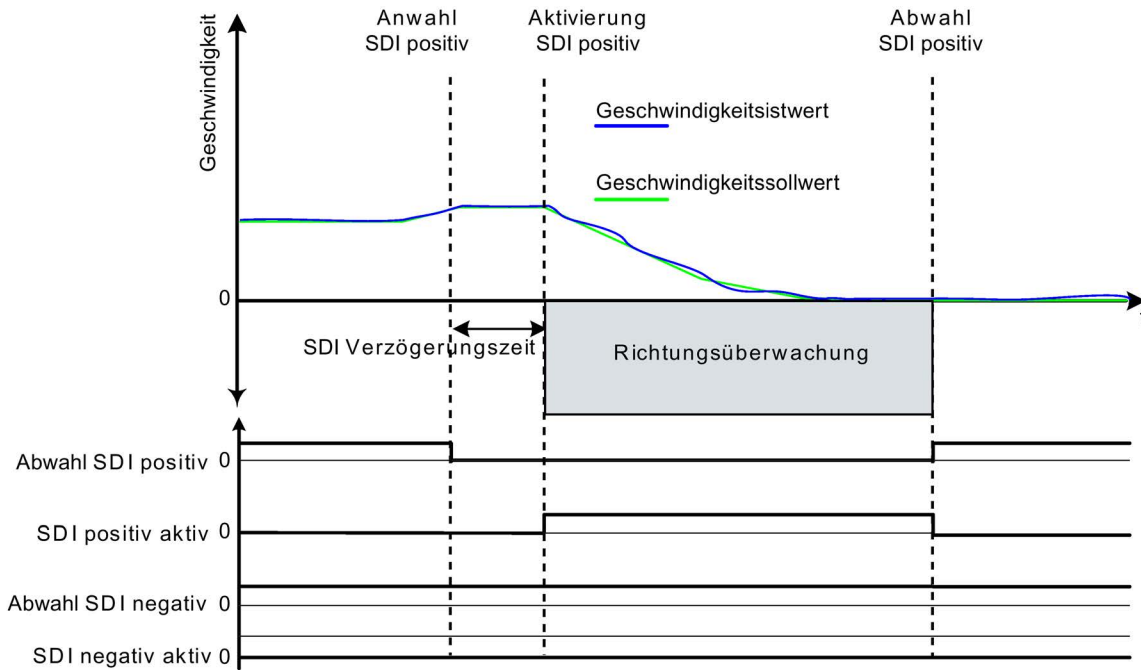 Anwahl
SDI positiv
Aktivierung
SDI positiv
Abwahl
SDI positiv
Geschwindigkeit
Geschwindigkeitsistwert
Geschwindigkeitssollwert
0
SDI Verzögerungszeit
Richtungsüberwachung
Abwahl SDI positiv 0
SDI positiv aktiv 0
Abwahl SDI negativ 0
SDI negativ aktiv 0